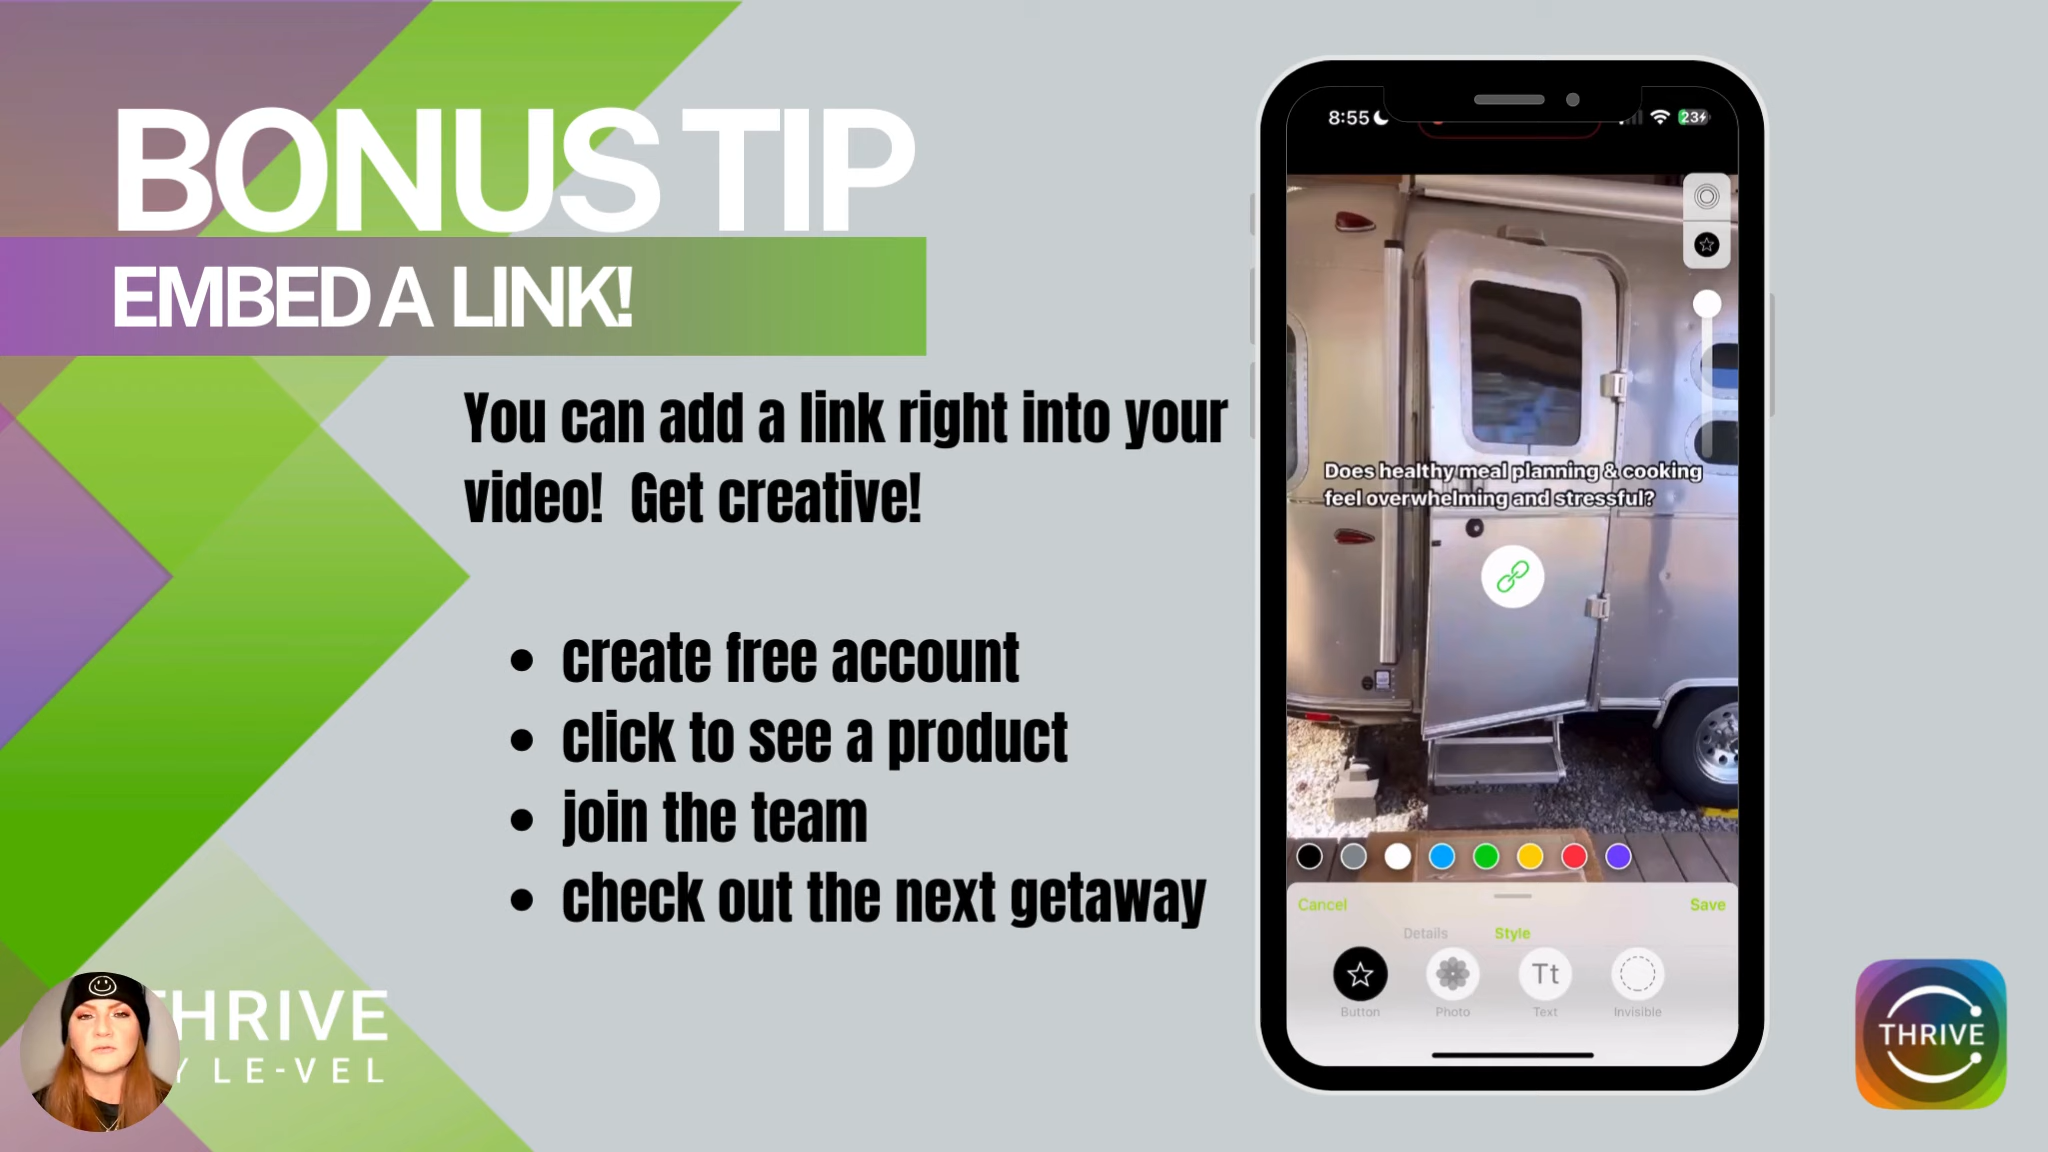 BONUS TIP
EMBED A LINK!
You can add a link right into your
video! Get creative!
• create free account
• click to see a product
• join the team
• check out the next getaway
THRIVE
Y LE-VEL
8:55
23
Does healthy meal planning & cooking
feel overwhelming and stressful?
Cancel
Save
Details Style
Tt
Button Photo Text Invisible
THRIVE